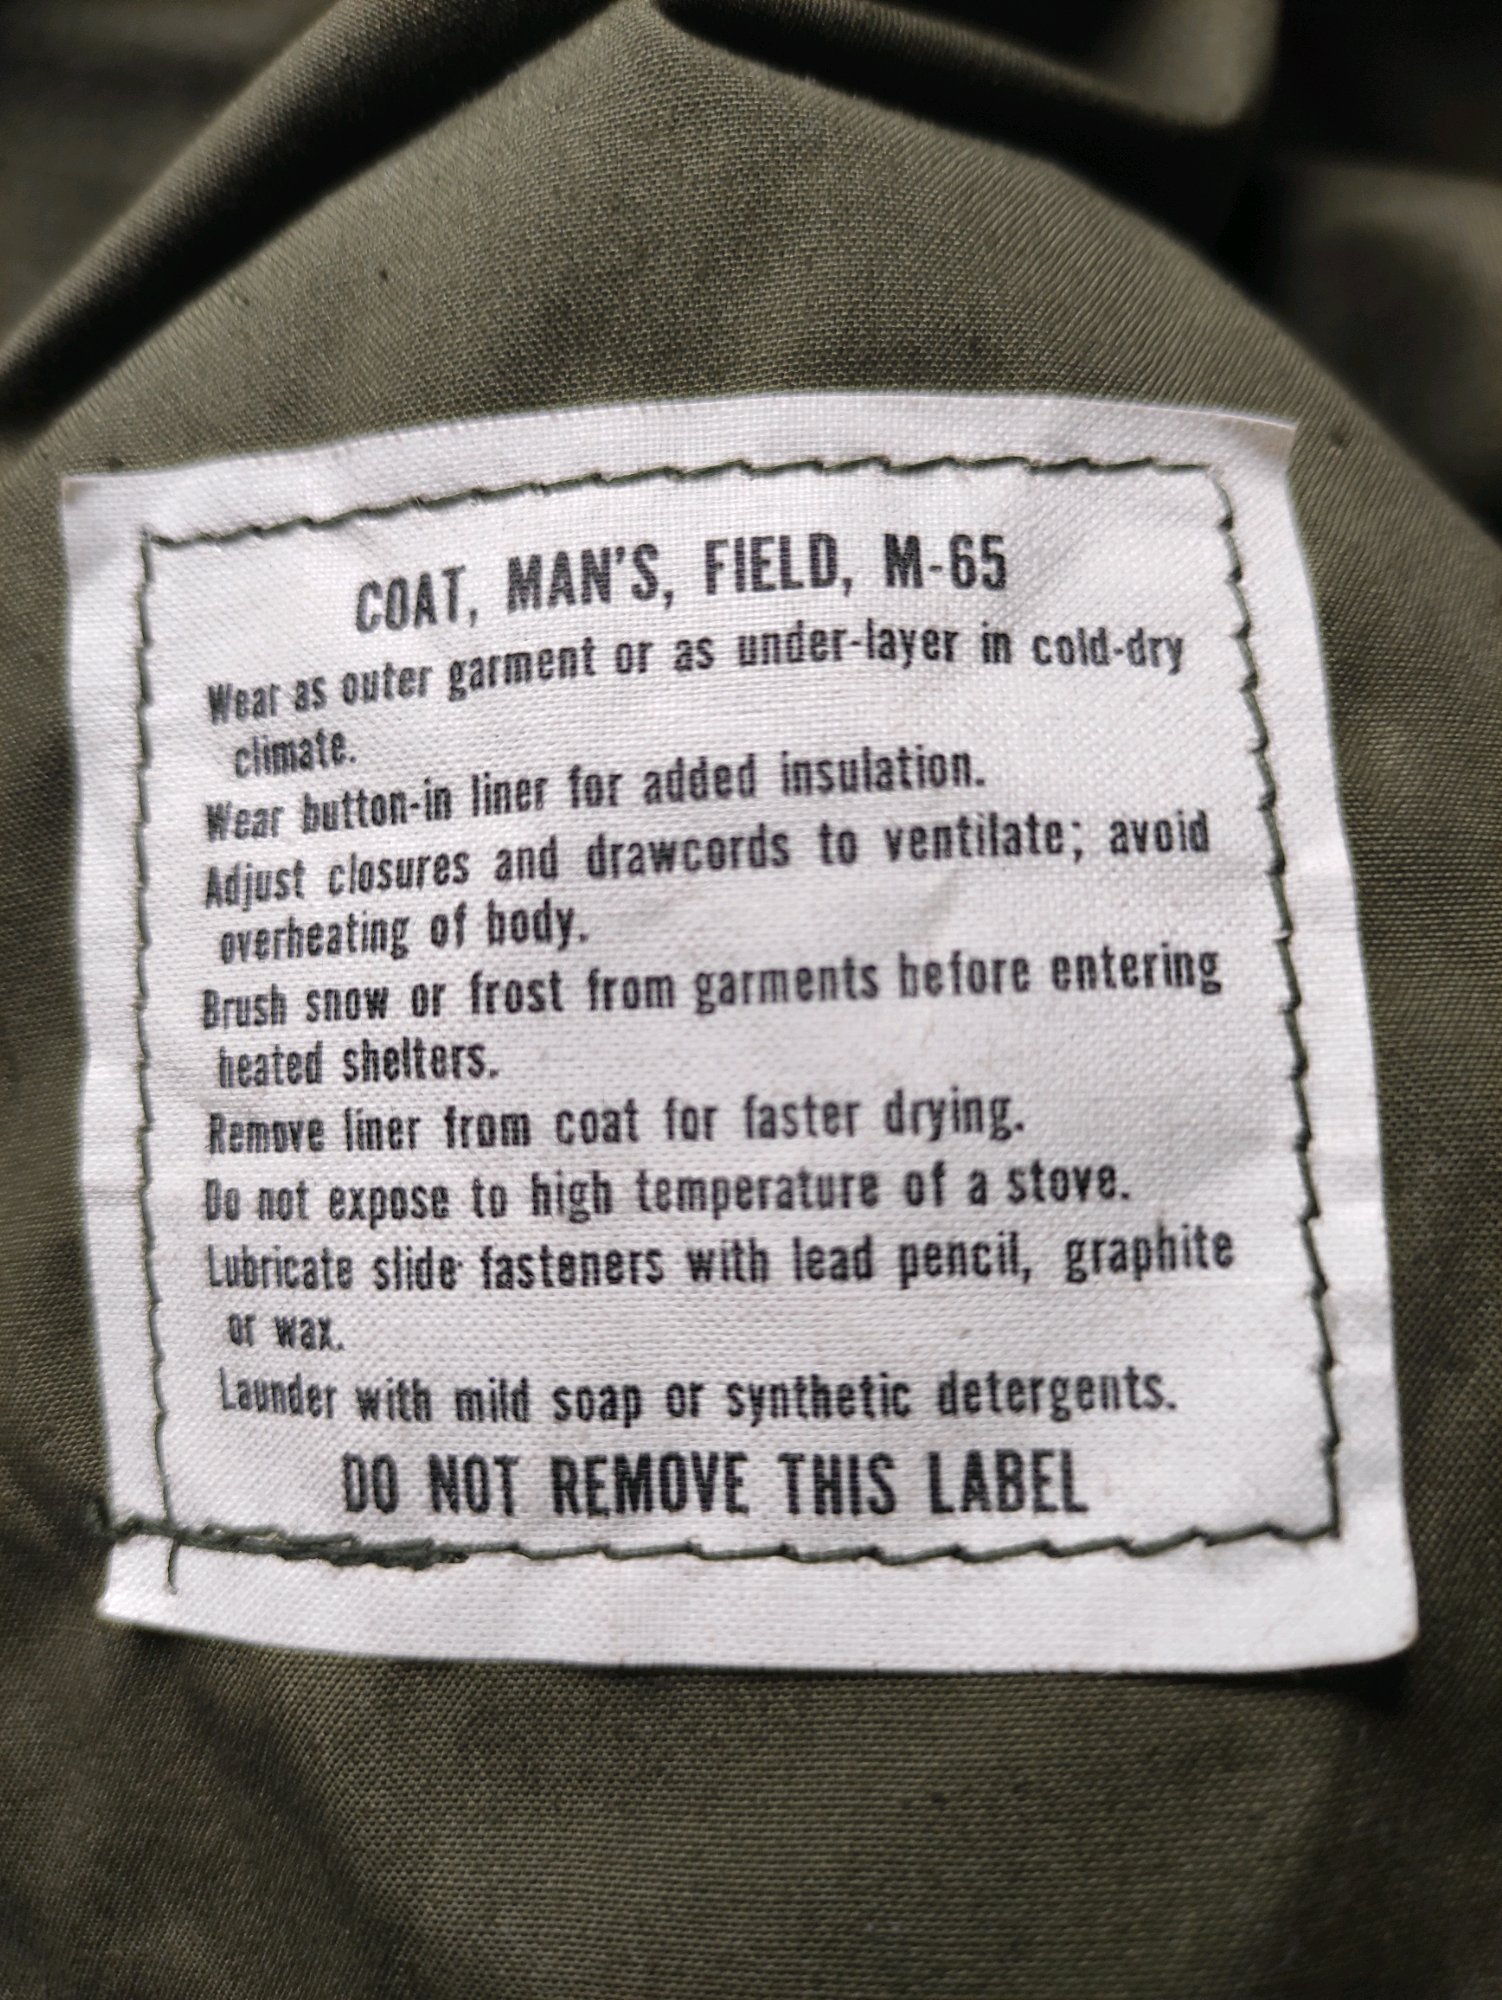 COAT, MAN'S, FIELD, M-65
Wear as outer garment or as under-layer in cold-dry
climate.
Wear button-in liner for added insulation.
Adjust closures and drawcords to ventilate; avoid
overheating of body.
Brush snow or frost from garments before entering
heated shelters.
Remove liner from coat for faster drying.
Do not expose to high temperature of a stove.
Lubricate slide fasteners with lead pencil, graphite
or wax.
Launder with mild soap or synthetic detergents.
DO NOT REMOVE THIS LABEL